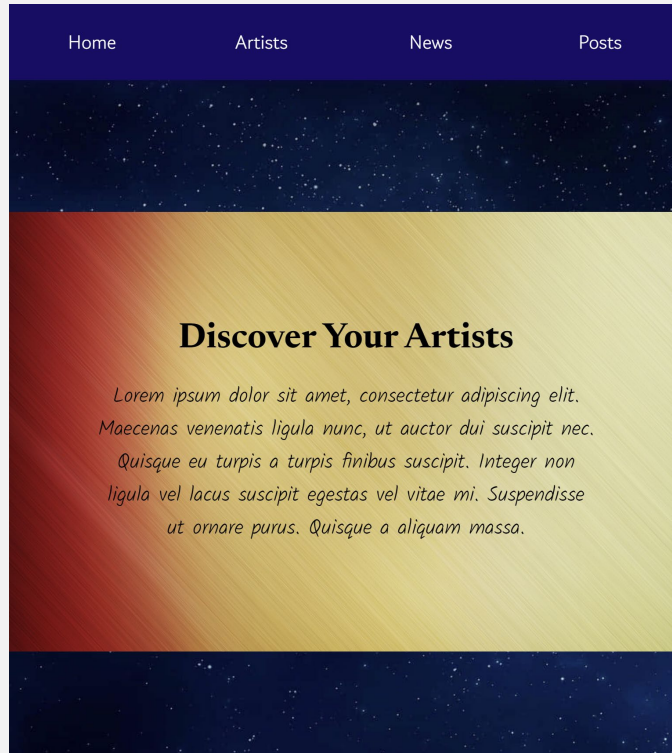 Home Artists News Posts
Discover Your Artists
Lorem ipsum dolor sit amet, consectetur adipiscing elit.
Maecenas venenatis ligula nunc, ut auctor dui suscipit nec.
Quisque eu turpis a turpis finibus suscipit. Integer non
ligula vel lacus suscipit egestas vel vitae mi. Suspendisse
ut ornare purus. Quisque a aliquam massa.